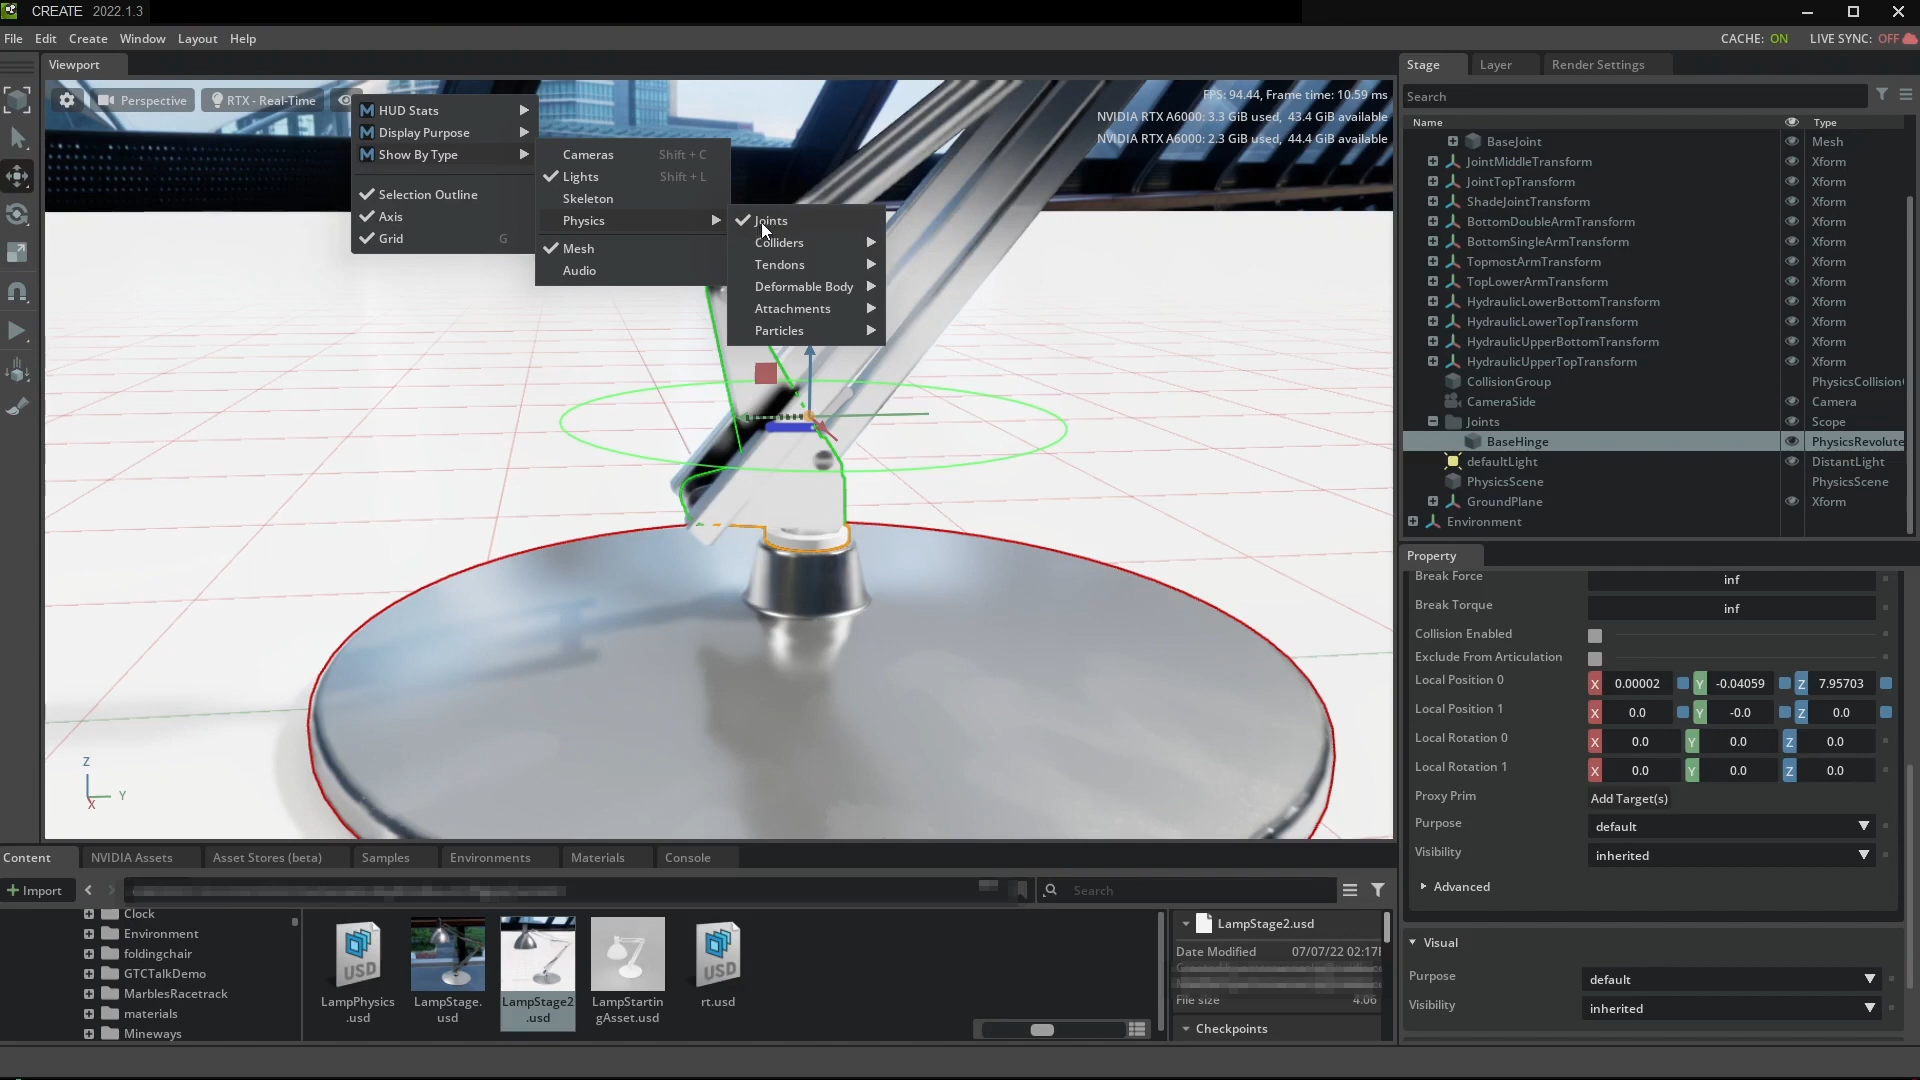 CREATE 2022.1.3
File Edit Create Window Layout Help
CACHE: ON LIVE SYNC: OFF
Viewport
Perspective
RTX - Real-Time
FPS: 94.44, Frame time: 10.59 ms
NVIDIA RTX A6000: 3.3 GiB used, 43.4 GiB available
NVIDIA RTX A6000: 2.3 GiB used, 44.4 GiB available
HUD Stats
Display Purpose
Show By Type
Selection Outline
Axis
Grid G
Cameras Shift + C
Lights Shift + L
Skeleton
Physics
Mesh
Audio
Joints
Colliders
Tendons
Deformable Body
Attachments
Particles
Z
Y
X
Stage Layer Render Settings
Search
Name Type
BaseJoint Mesh
JointMiddleTransform Xform
JointTopTransform Xform
ShadeJointTransform Xform
BottomDoubleArmTransform Xform
BottomSingleArmTransform Xform
TopmostArmTransform Xform
TopLowerArmTransform Xform
HydraulicLowerBottomTransform Xform
HydraulicLowerTopTransform Xform
HydraulicUpperBottomTransform Xform
HydraulicUpperTopTransform Xform
CollisionGroup PhysicsCollision
CameraSide Camera
Joints Scope
BaseHinge PhysicsRevolute
defaultLight DistantLight
PhysicsScene PhysicsScene
GroundPlane Xform
Environment
Property
Break Force inf
Break Torque inf
Collision Enabled
Exclude From Articulation
Local Position 0 X 0.00002 Y -0.04059 Z 7.95703
Local Position 1 X 0.0 Y -0.0 Z 0.0
Local Rotation 0 X 0.0 Y 0.0 Z 0.0
Local Rotation 1 X 0.0 Y 0.0 Z 0.0
Proxy Prim Add Target(s)
Purpose default
Visibility inherited
Advanced
Visual
Purpose default
Visibility inherited
Content NVIDIA Assets Asset Stores (beta) Samples Environments Materials Console
+ Import
Search
Clock
Environment
foldingchair
GTCTalkDemo
MarblesRacetrack
materials
Mineways
USD
LampPhysics
.usd
LampStage.
usd
LampStage2
.usd
LampStartin
gAsset.usd
USD
rt.usd
LampStage2.usd
Date Modified 07/07/22 02:17
File size 4.06
Checkpoints